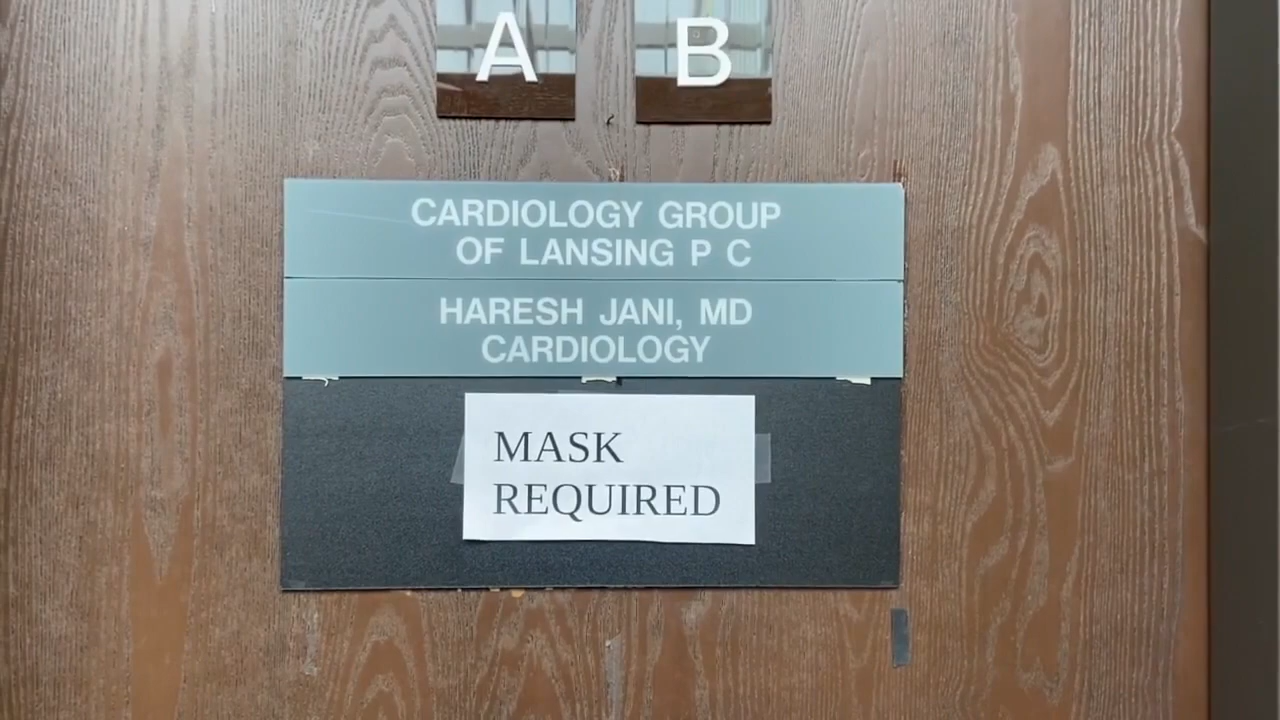 A B
CARDIOLOGY GROUP
OF LANSING P C
HARESH JANI, MD
CARDIOLOGY
MASK
REQUIRED